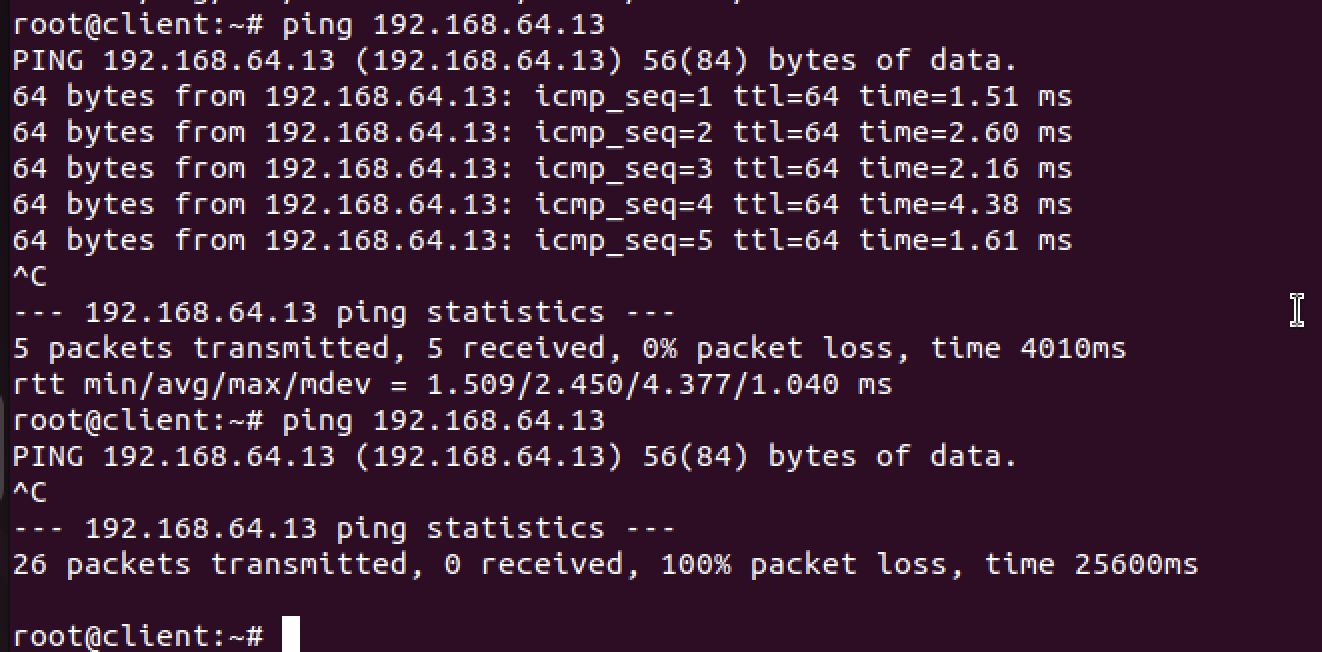 root@client:~# ping 192.168.64.13
PING 192.168.64.13 (192.168.64.13) 56(84) bytes of data.
64 bytes from 192.168.64.13: icmp_seq=1 ttl=64 time=1.51 ms
64 bytes from 192.168.64.13: icmp_seq=2 ttl=64 time=2.60 ms
64 bytes from 192.168.64.13: icmp_seq=3 ttl=64 time=2.16 ms
64 bytes from 192.168.64.13: icmp_seq=4 ttl=64 time=4.38 ms
64 bytes from 192.168.64.13: icmp_seq=5 ttl=64 time=1.61 ms
^C
--- 192.168.64.13 ping statistics ---
5 packets transmitted, 5 received, 0% packet loss, time 4010ms
rtt min/avg/max/mdev = 1.509/2.450/4.377/1.040 ms
root@client:~# ping 192.168.64.13
PING 192.168.64.13 (192.168.64.13) 56(84) bytes of data.
^C
--- 192.168.64.13 ping statistics ---
26 packets transmitted, 0 received, 100% packet loss, time 25600ms
root@client:~#